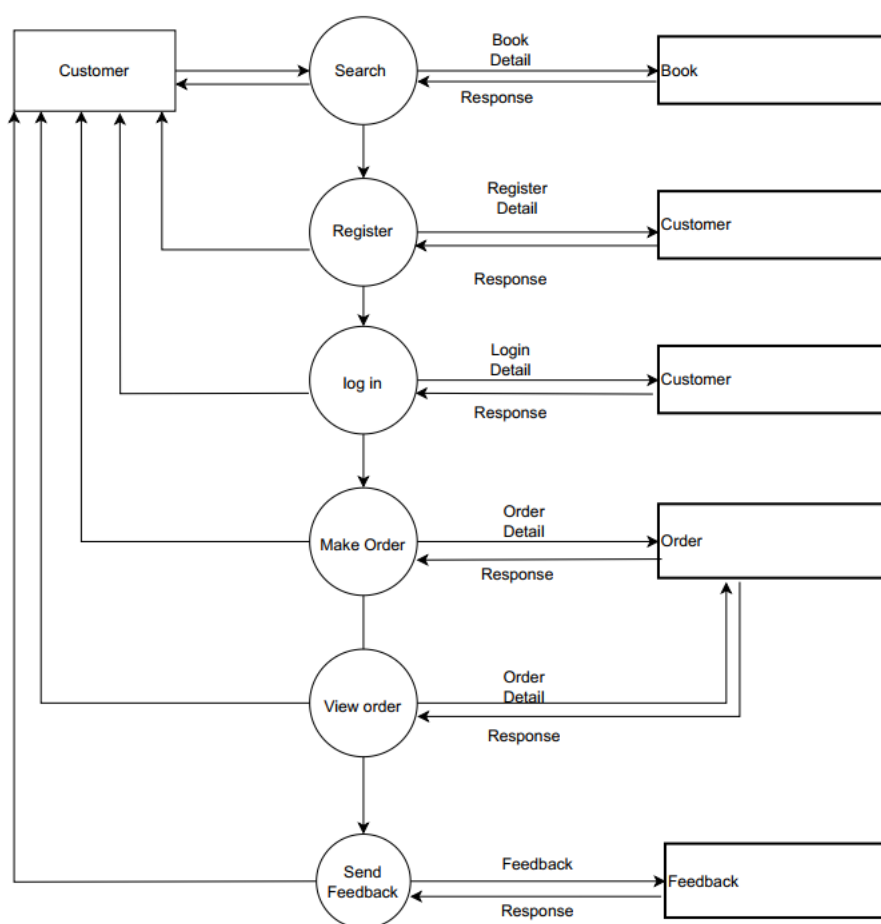 Customer
Search
Book
Detail
Response
Book
Register
Register
Detail
Response
Customer
log in
Login
Detail
Response
Customer
Make Order
Order
Detail
Response
Order
View order
Order
Detail
Response
Send
Feedback
Feedback
Response
Feedback